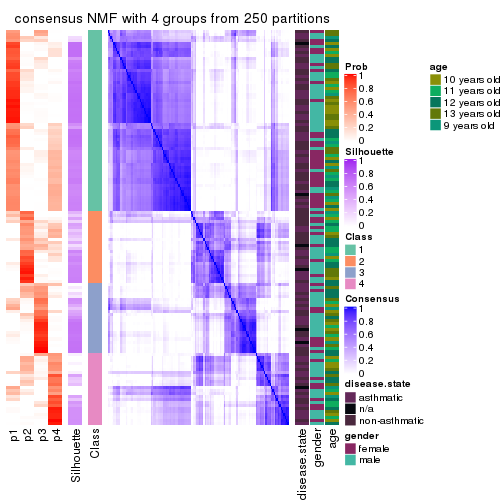 consensus NMF with 4 groups from 250 partitions
Prob
1
0.8
0.6
0.4
0.2
0
Silhouette
1
0.8
0.6
0.4
0.2
0
Class
1
2
3
4
Consensus
1
0.8
0.6
0.4
0.2
0
disease.state
asthmatic
n/a
non-asthmatic
gender
female
male
age
10 years old
11 years old
12 years old
13 years old
9 years old
p1
p2
p3
p4
Silhouette
Class
disease.state
gender
age